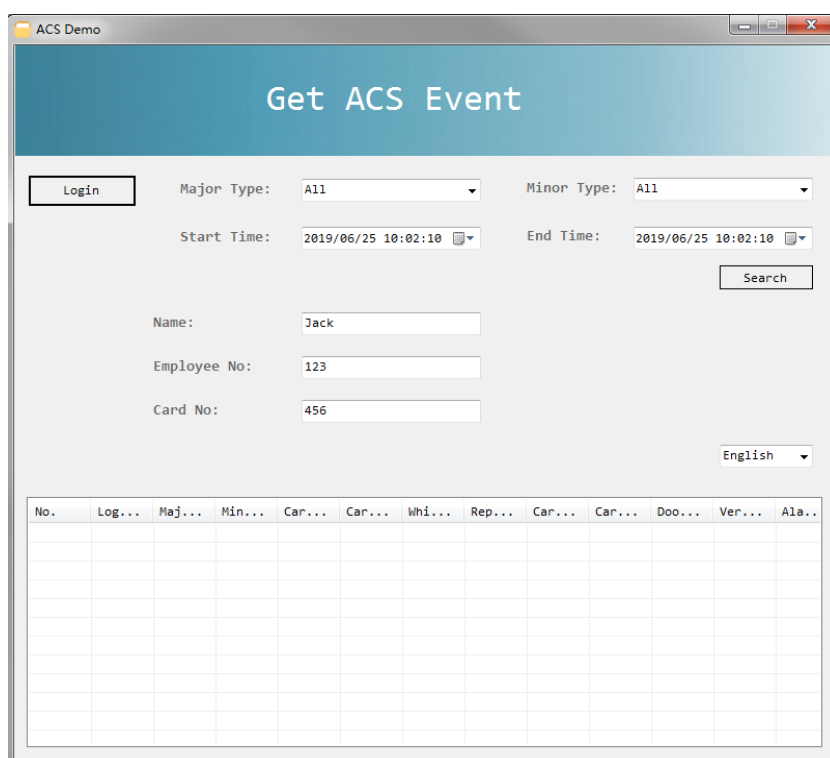 ACS Demo
Get ACS Event
Login Major Type: All Minor Type: All
Start Time: 2019/06/25 10:02:10 End Time: 2019/06/25 10:02:10
Search
Name: Jack
Employee No: 123
Card No: 456
English
No. Log... Maj... Min... Car... Car... Whi... Rep... Car... Car... Doo... Ver... Ala..